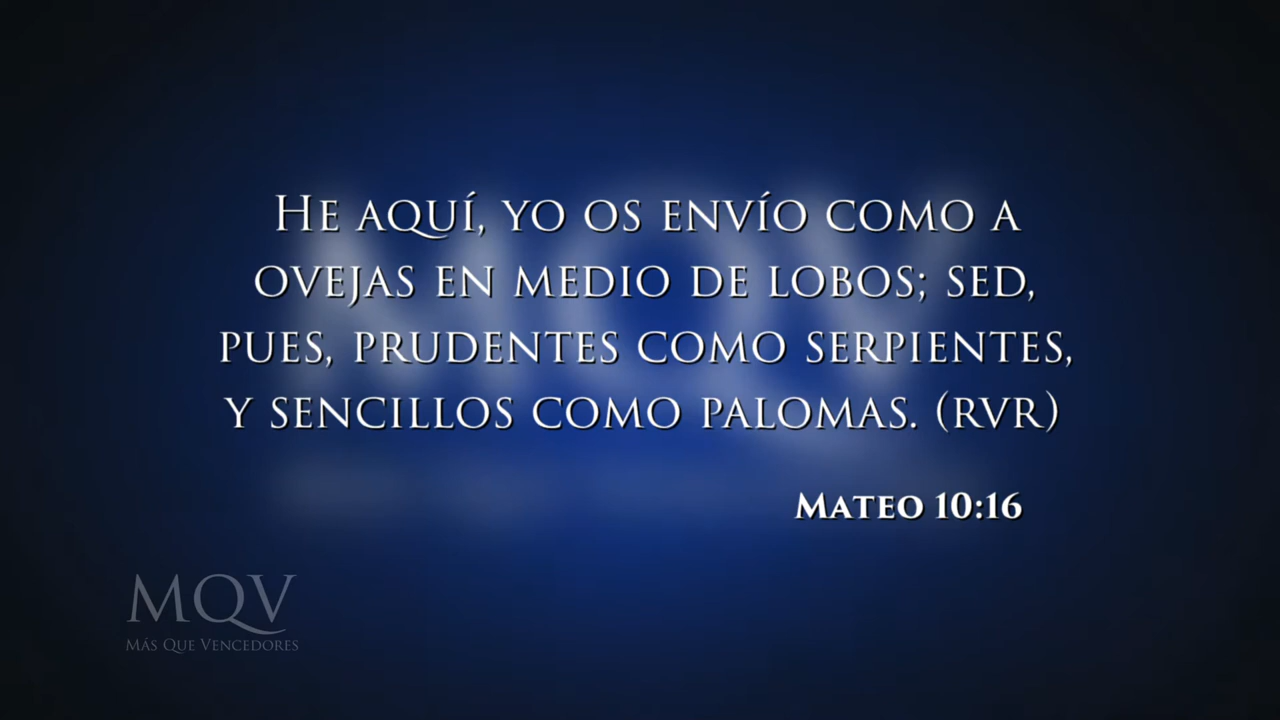 He aquí, yo os envío como a
ovejas en medio de lobos; sed,
pues, prudentes como serpientes,
y sencillos como palomas. (rvr)
Mateo 10:16
MQV
Más Que Vencedores